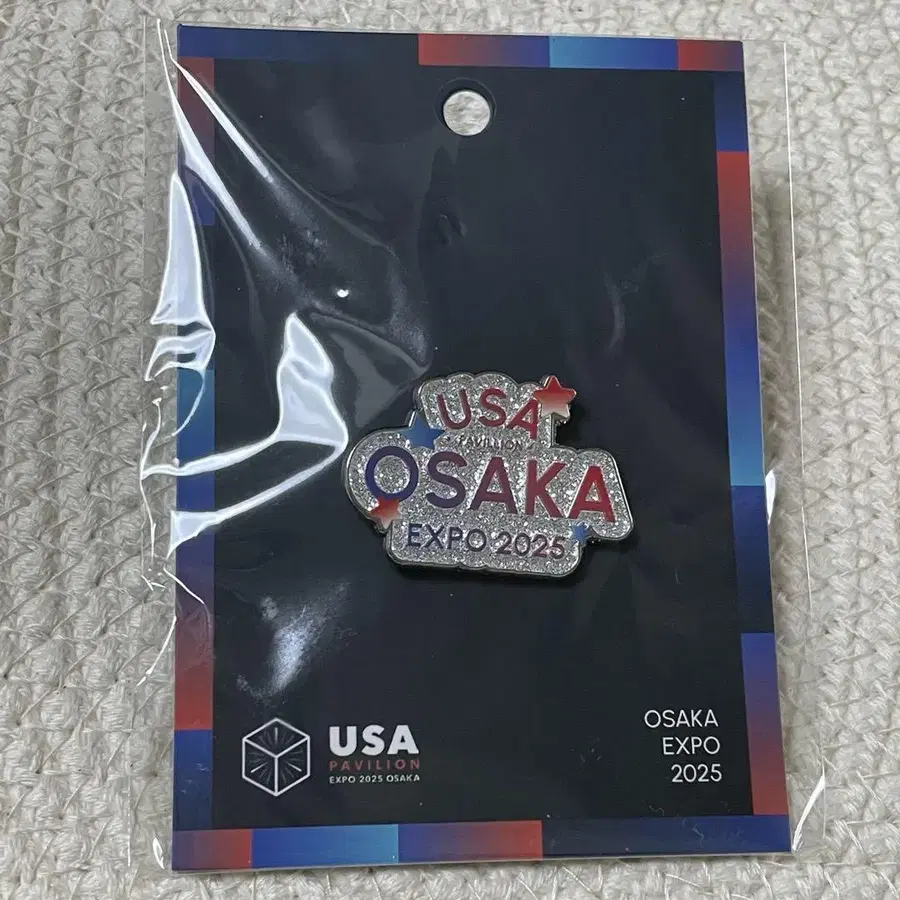 USA
PAVILION
OSAKA
EXPO 2025
USA
PAVILION
EXPO 2025 OSAKA
OSAKA
EXPO
2025